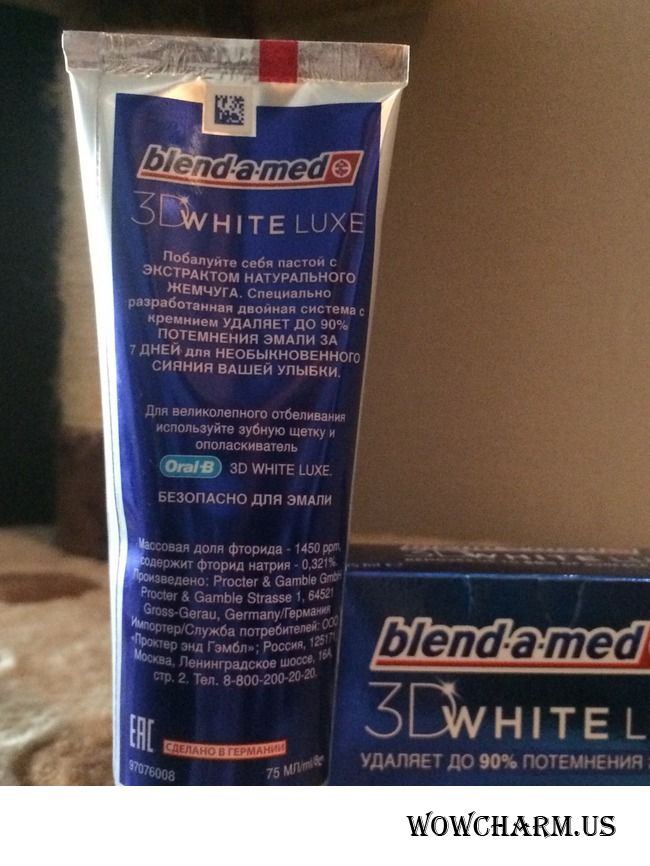 blend-a-med
3D WHITE LUXE
Побалуйте себя пастой с
ЭКСТРАКТОМ НАТУРАЛЬНОГО
ЖЕМЧУГА. Специально
разработанная двойная система с
кремнием УДАЛЯЕТ ДО 90%
ПОТЕМНЕНИЯ ЭМАЛИ ЗА
7 ДНЕЙ для НЕОБЫКНОВЕННОГО
СИЯНИЯ ВАШЕЙ УЛЫБКИ.
Для великолепного отбеливания
используйте зубную щетку и
ополаскиватель
Oral-B 3D WHITE LUXE.
БЕЗОПАСНО ДЛЯ ЭМАЛИ
Массовая доля фторида - 1450 ppm,
содержит фторид натрия - 0,321%.
Произведено: Procter & Gamble GmbH
Procter & Gamble Strasse 1, 64521
Gross-Gerau, Germany/Германия
Импортер/Служба потребителей: ООО
«Проктер энд Гэмбл»; Россия, 125171,
Москва, Ленинградское шоссе, 16А,
стр. 2. Тел. 8-800-200-20-20.
EAC
СДЕЛАНО В ГЕРМАНИИ
97076008
75 МЛ/ml/℮
blend-a-med
3D WHITE L
УДАЛЯЕТ ДО 90% ПОТЕМНЕНИЯ
WOWCHARM.US